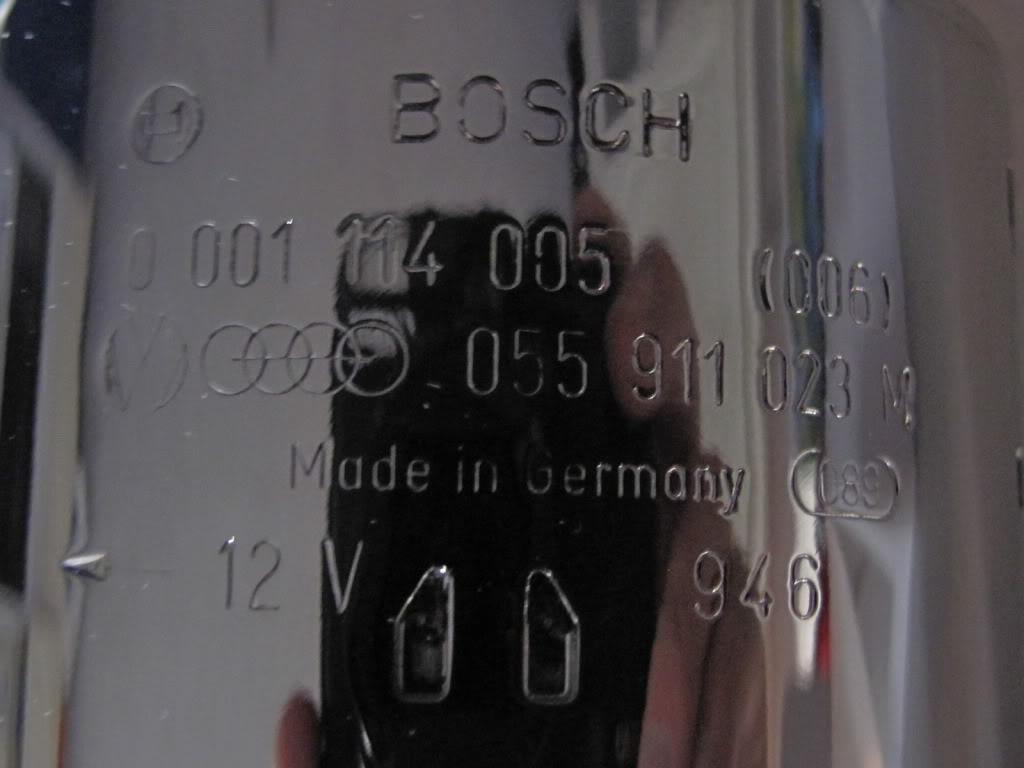 BOSCH
0 001 114 005 (006)
055 911 023 M
Made in Germany 089
12 V 946